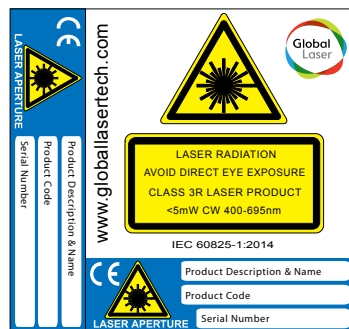 LASER APERTURE
CE
Product Description & Name
Product Code
Serial Number
www.globallasertech.com
Global
Laser
LASER RADIATION
AVOID DIRECT EYE EXPOSURE
CLASS 3R LASER PRODUCT
<5mW CW 400-695nm
IEC 60825-1:2014
CE
LASER APERTURE
Product Description & Name
Product Code
Serial Number